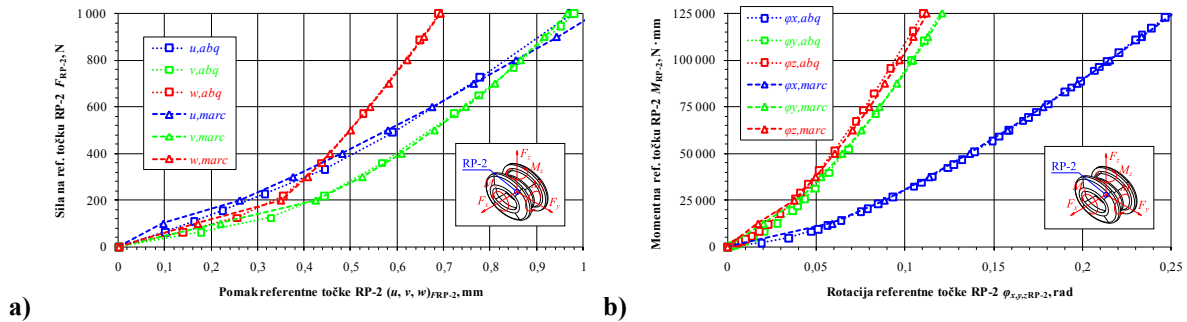 Sila na ref. točku RP-2 F_RP-2, N
1 000
800
600
400
200
0
u,abq
v,abq
w,abq
u,marc
v,marc
w,marc
RP-2
F_z
M_z
F_x
F_y
0
0,1
0,2
0,3
0,4
0,5
0,6
0,7
0,8
0,9
1
Pomak referentne točke RP-2 (u, v, w)_FRP-2, mm
a)
Moment na ref. točku RP-2 M_RP-2, N · mm
125 000
100 000
75 000
50 000
25 000
0
φx,abq
φy,abq
φz,abq
φx,marc
φy,marc
φz,marc
RP-2
F_z
M_z
F_x
F_y
0
0,05
0,1
0,15
0,2
0,25
Rotacija referentne točke RP-2 φ_x,y,zRP-2, rad
b)